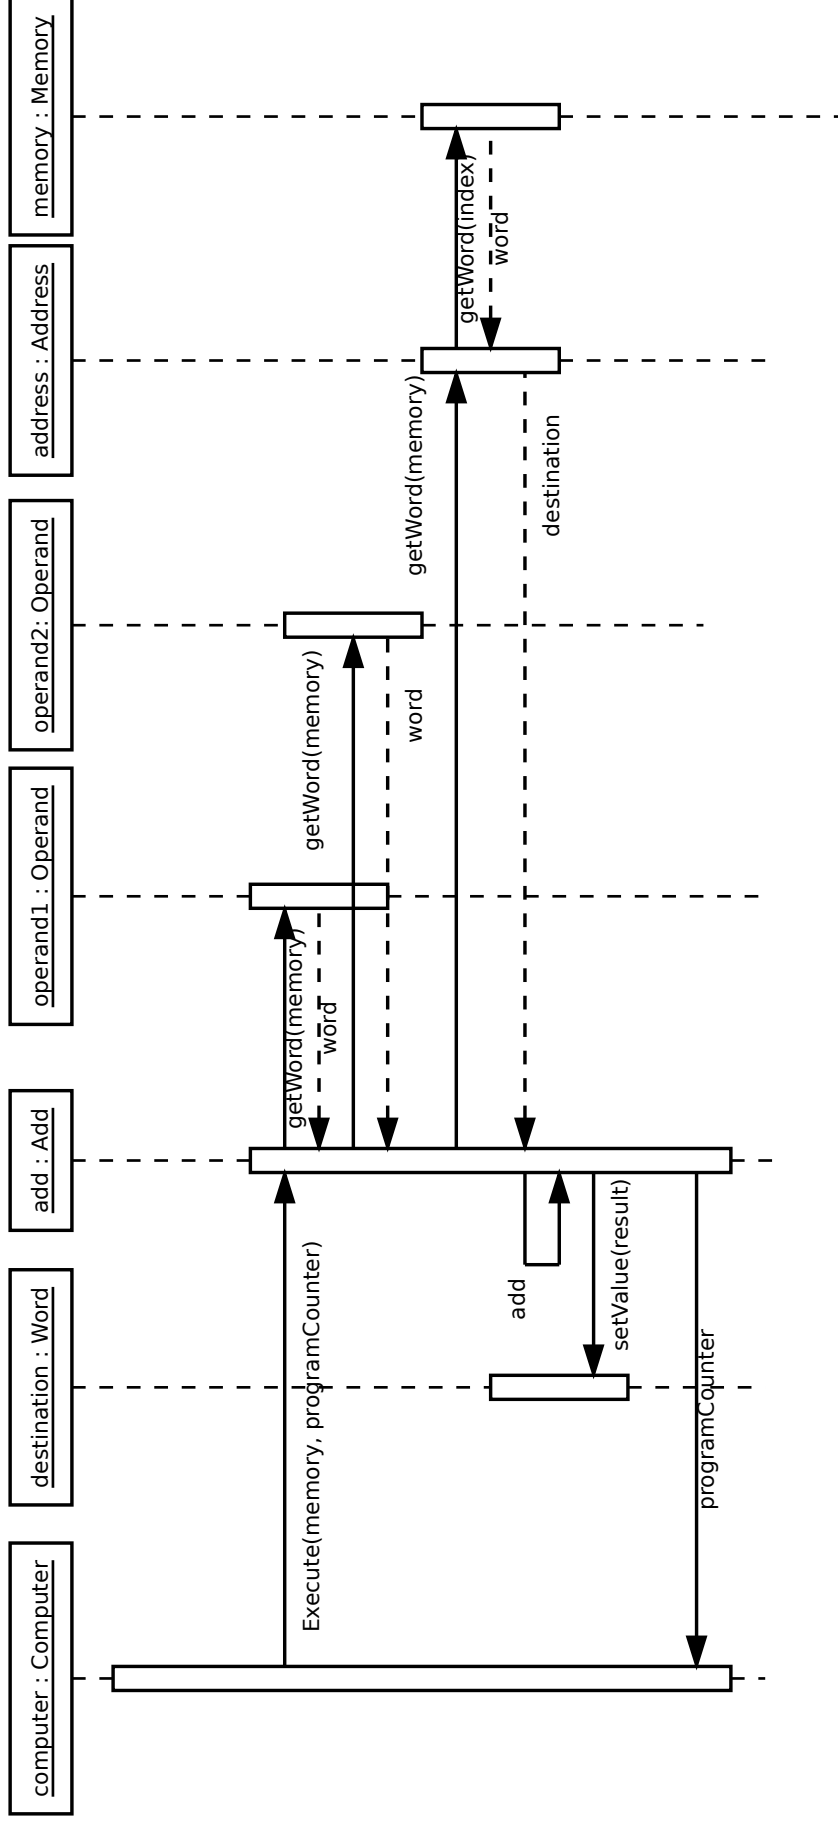 computer : Computer
destination : Word
add : Add
operand1 : Operand
operand2: Operand
address : Address
memory : Memory
Execute(memory, programCounter)
getWord(memory)
word
getWord(memory)
word
getWord(memory)
getWord(index)
word
destination
add
setValue(result)
programCounter